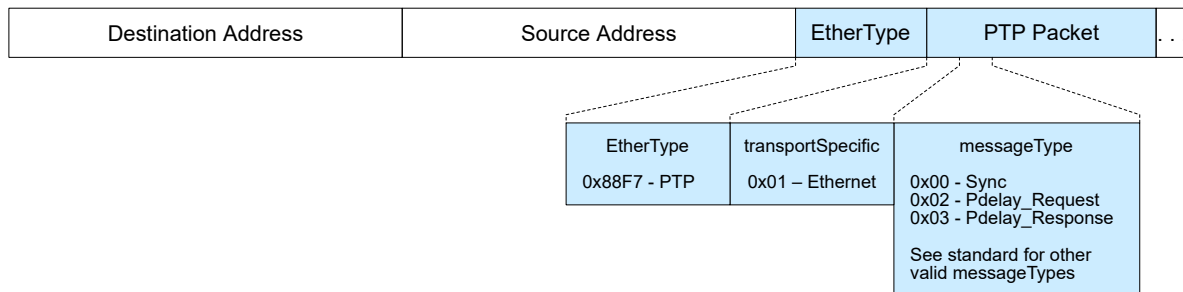 Destination Address
Source Address
EtherType
PTP Packet
. .
EtherType
0x88F7 - PTP
transportSpecific
0x01 – Ethernet
messageType
0x00 - Sync
0x02 - Pdelay_Request
0x03 - Pdelay_Response
See standard for other
valid messageTypes